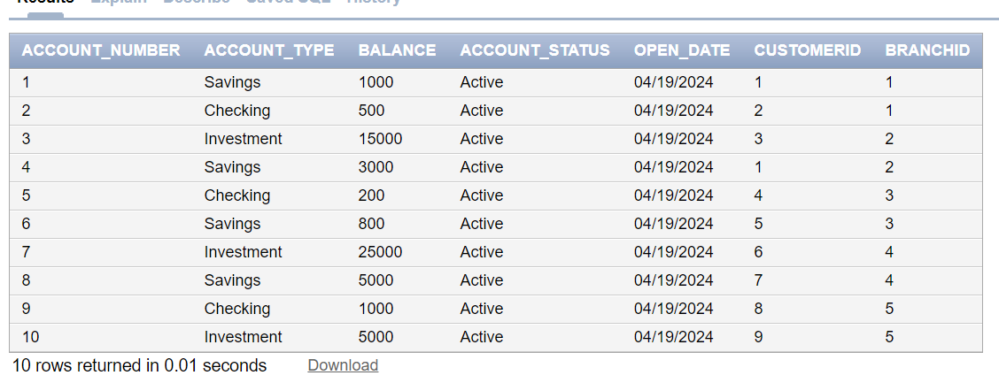 Results Explain Describe Saved SQL History
ACCOUNT_NUMBER ACCOUNT_TYPE BALANCE ACCOUNT_STATUS OPEN_DATE CUSTOMERID BRANCHID
1 Savings 1000 Active 04/19/2024 1 1
2 Checking 500 Active 04/19/2024 2 1
3 Investment 15000 Active 04/19/2024 3 2
4 Savings 3000 Active 04/19/2024 1 2
5 Checking 200 Active 04/19/2024 4 3
6 Savings 800 Active 04/19/2024 5 3
7 Investment 25000 Active 04/19/2024 6 4
8 Savings 5000 Active 04/19/2024 7 4
9 Checking 1000 Active 04/19/2024 8 5
10 Investment 5000 Active 04/19/2024 9 5
10 rows returned in 0.01 seconds Download